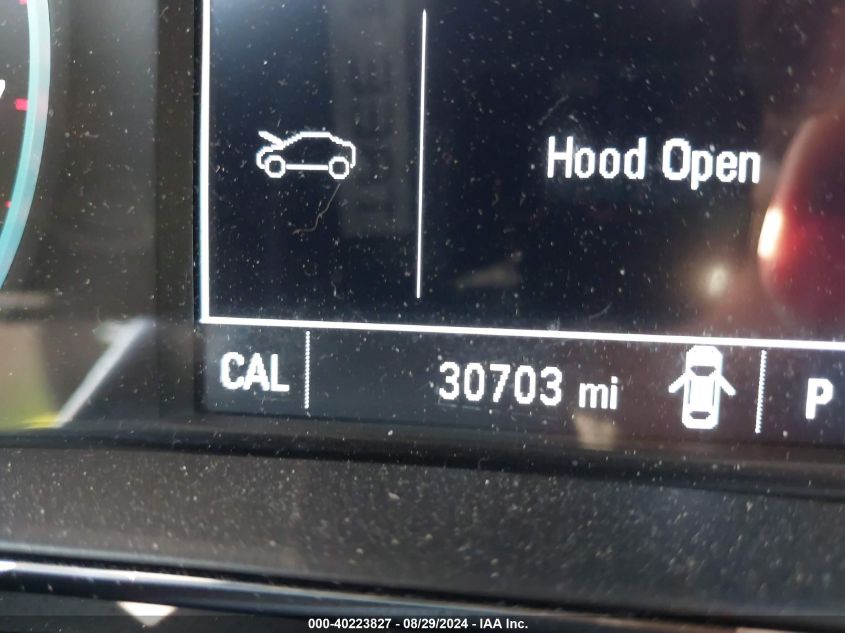 Hood Open
CAL 30703 mi P
000-40223827 - 08/29/2024 - IAA Inc.